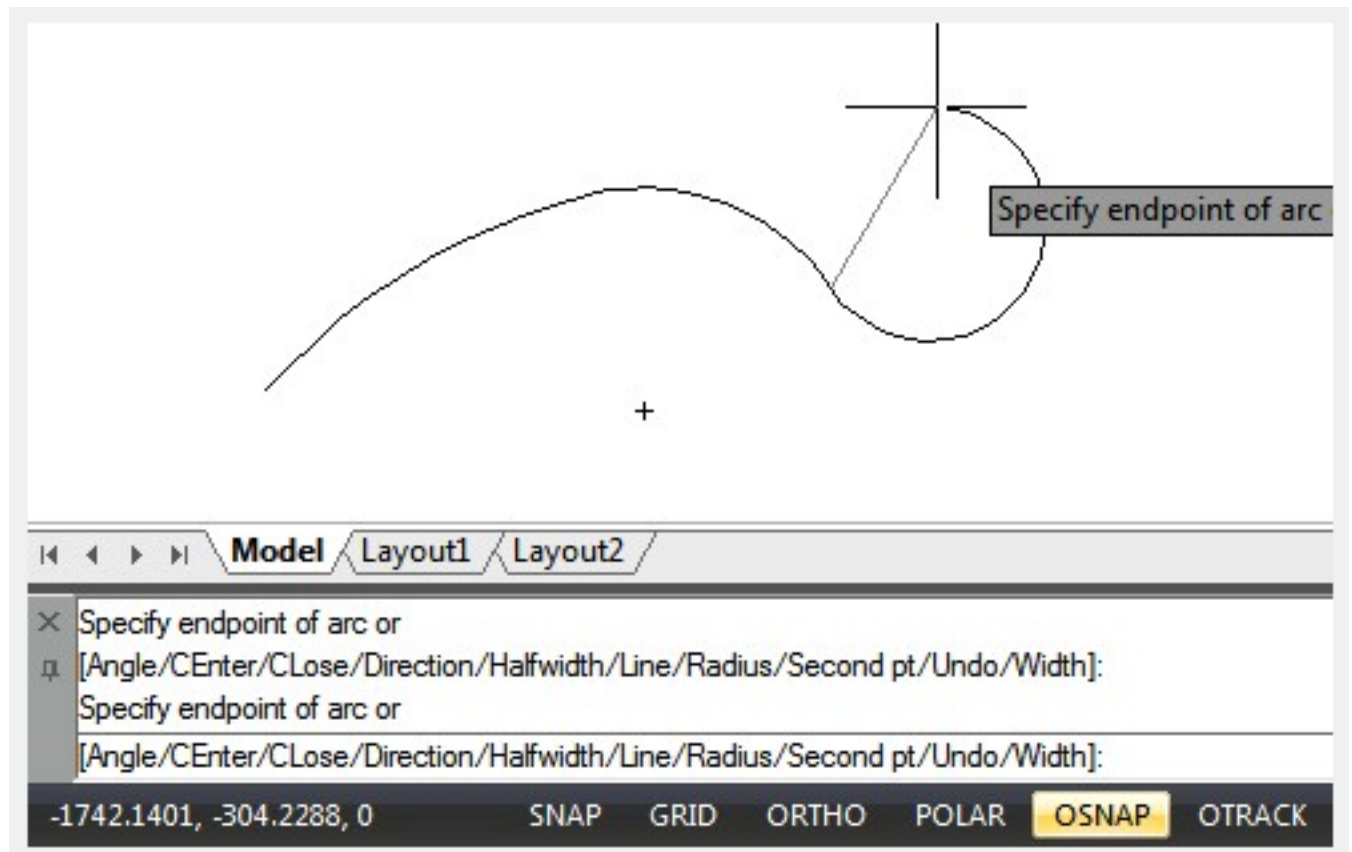 Specify endpoint of arc
Model Layout1 Layout2
Specify endpoint of arc or
[Angle/CEnter/CLose/Direction/Halfwidth/Line/Radius/Second pt/Undo/Width]:
Specify endpoint of arc or
[Angle/CEnter/CLose/Direction/Halfwidth/Line/Radius/Second pt/Undo/Width]:
-1742.1401, -304.2288, 0 SNAP GRID ORTHO POLAR OSNAP OTRACK